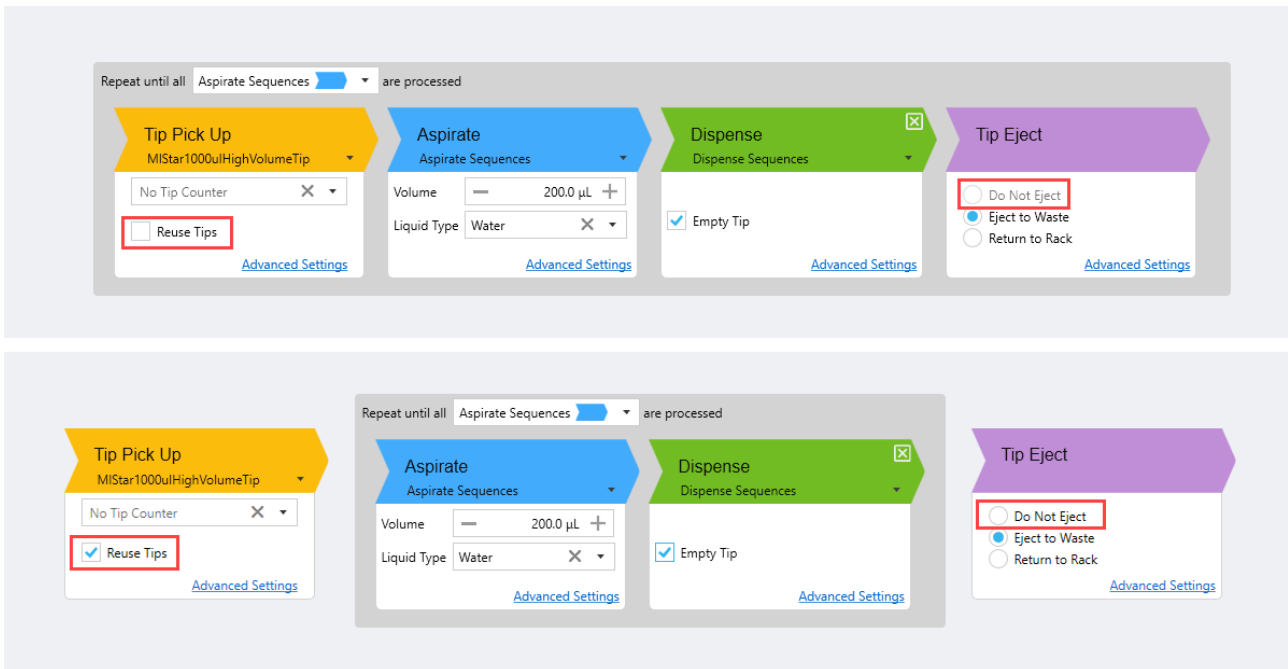 Repeat until all Aspirate Sequences are processed
Tip Pick Up
MlStar1000ulHighVolumeTip
No Tip Counter
Reuse Tips
Advanced Settings
Aspirate
Aspirate Sequences
Volume 200.0 µL
Liquid Type Water
Advanced Settings
Dispense
Dispense Sequences
Empty Tip
Advanced Settings
Tip Eject
Do Not Eject
Eject to Waste
Return to Rack
Advanced Settings
Tip Pick Up
MlStar1000ulHighVolumeTip
No Tip Counter
Reuse Tips
Advanced Settings
Repeat until all Aspirate Sequences are processed
Aspirate
Aspirate Sequences
Volume 200.0 µL
Liquid Type Water
Advanced Settings
Dispense
Dispense Sequences
Empty Tip
Advanced Settings
Tip Eject
Do Not Eject
Eject to Waste
Return to Rack
Advanced Settings